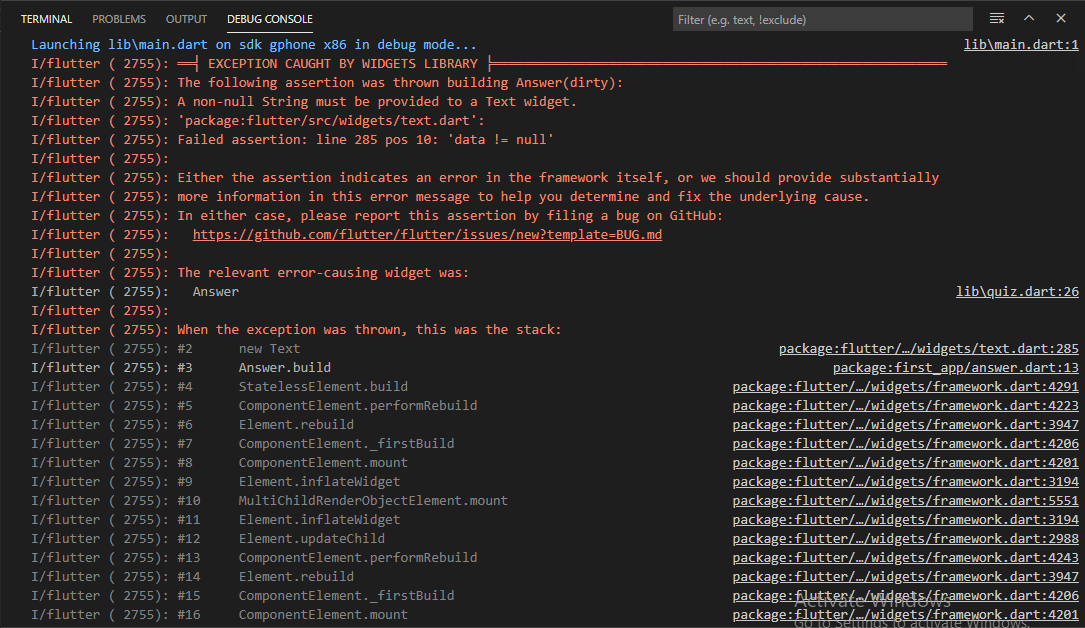 TERMINAL PROBLEMS OUTPUT DEBUG CONSOLE Filter (e.g. text, !exclude)
Launching lib\main.dart on sdk gphone x86 in debug mode... lib\main.dart:1
I/flutter ( 2755): ══╡ EXCEPTION CAUGHT BY WIDGETS LIBRARY ╞═══════════════════════════════════════════════════════════
I/flutter ( 2755): The following assertion was thrown building Answer(dirty):
I/flutter ( 2755): A non-null String must be provided to a Text widget.
I/flutter ( 2755): 'package:flutter/src/widgets/text.dart':
I/flutter ( 2755): Failed assertion: line 285 pos 10: 'data != null'
I/flutter ( 2755):
I/flutter ( 2755): Either the assertion indicates an error in the framework itself, or we should provide substantially
I/flutter ( 2755): more information in this error message to help you determine and fix the underlying cause.
I/flutter ( 2755): In either case, please report this assertion by filing a bug on GitHub:
I/flutter ( 2755):   https://github.com/flutter/flutter/issues/new?template=BUG.md
I/flutter ( 2755):
I/flutter ( 2755): The relevant error-causing widget was:
I/flutter ( 2755):   Answer lib\quiz.dart:26
I/flutter ( 2755):
I/flutter ( 2755): When the exception was thrown, this was the stack:
I/flutter ( 2755): #2      new Text package:flutter/…/widgets/text.dart:285
I/flutter ( 2755): #3      Answer.build package:first_app/answer.dart:13
I/flutter ( 2755): #4      StatelessElement.build package:flutter/…/widgets/framework.dart:4291
I/flutter ( 2755): #5      ComponentElement.performRebuild package:flutter/…/widgets/framework.dart:4223
I/flutter ( 2755): #6      Element.rebuild package:flutter/…/widgets/framework.dart:3947
I/flutter ( 2755): #7      ComponentElement._firstBuild package:flutter/…/widgets/framework.dart:4206
I/flutter ( 2755): #8      ComponentElement.mount package:flutter/…/widgets/framework.dart:4201
I/flutter ( 2755): #9      Element.inflateWidget package:flutter/…/widgets/framework.dart:3194
I/flutter ( 2755): #10     MultiChildRenderObjectElement.mount package:flutter/…/widgets/framework.dart:5551
I/flutter ( 2755): #11     Element.inflateWidget package:flutter/…/widgets/framework.dart:3194
I/flutter ( 2755): #12     Element.updateChild package:flutter/…/widgets/framework.dart:2988
I/flutter ( 2755): #13     ComponentElement.performRebuild package:flutter/…/widgets/framework.dart:4243
I/flutter ( 2755): #14     Element.rebuild package:flutter/…/widgets/framework.dart:3947
I/flutter ( 2755): #15     ComponentElement._firstBuild package:flutter/…/widgets/framework.dart:4206
Activate Windows
I/flutter ( 2755): #16     ComponentElement.mount package:flutter/…/widgets/framework.dart:4201
Go to Settings to activate Windows.